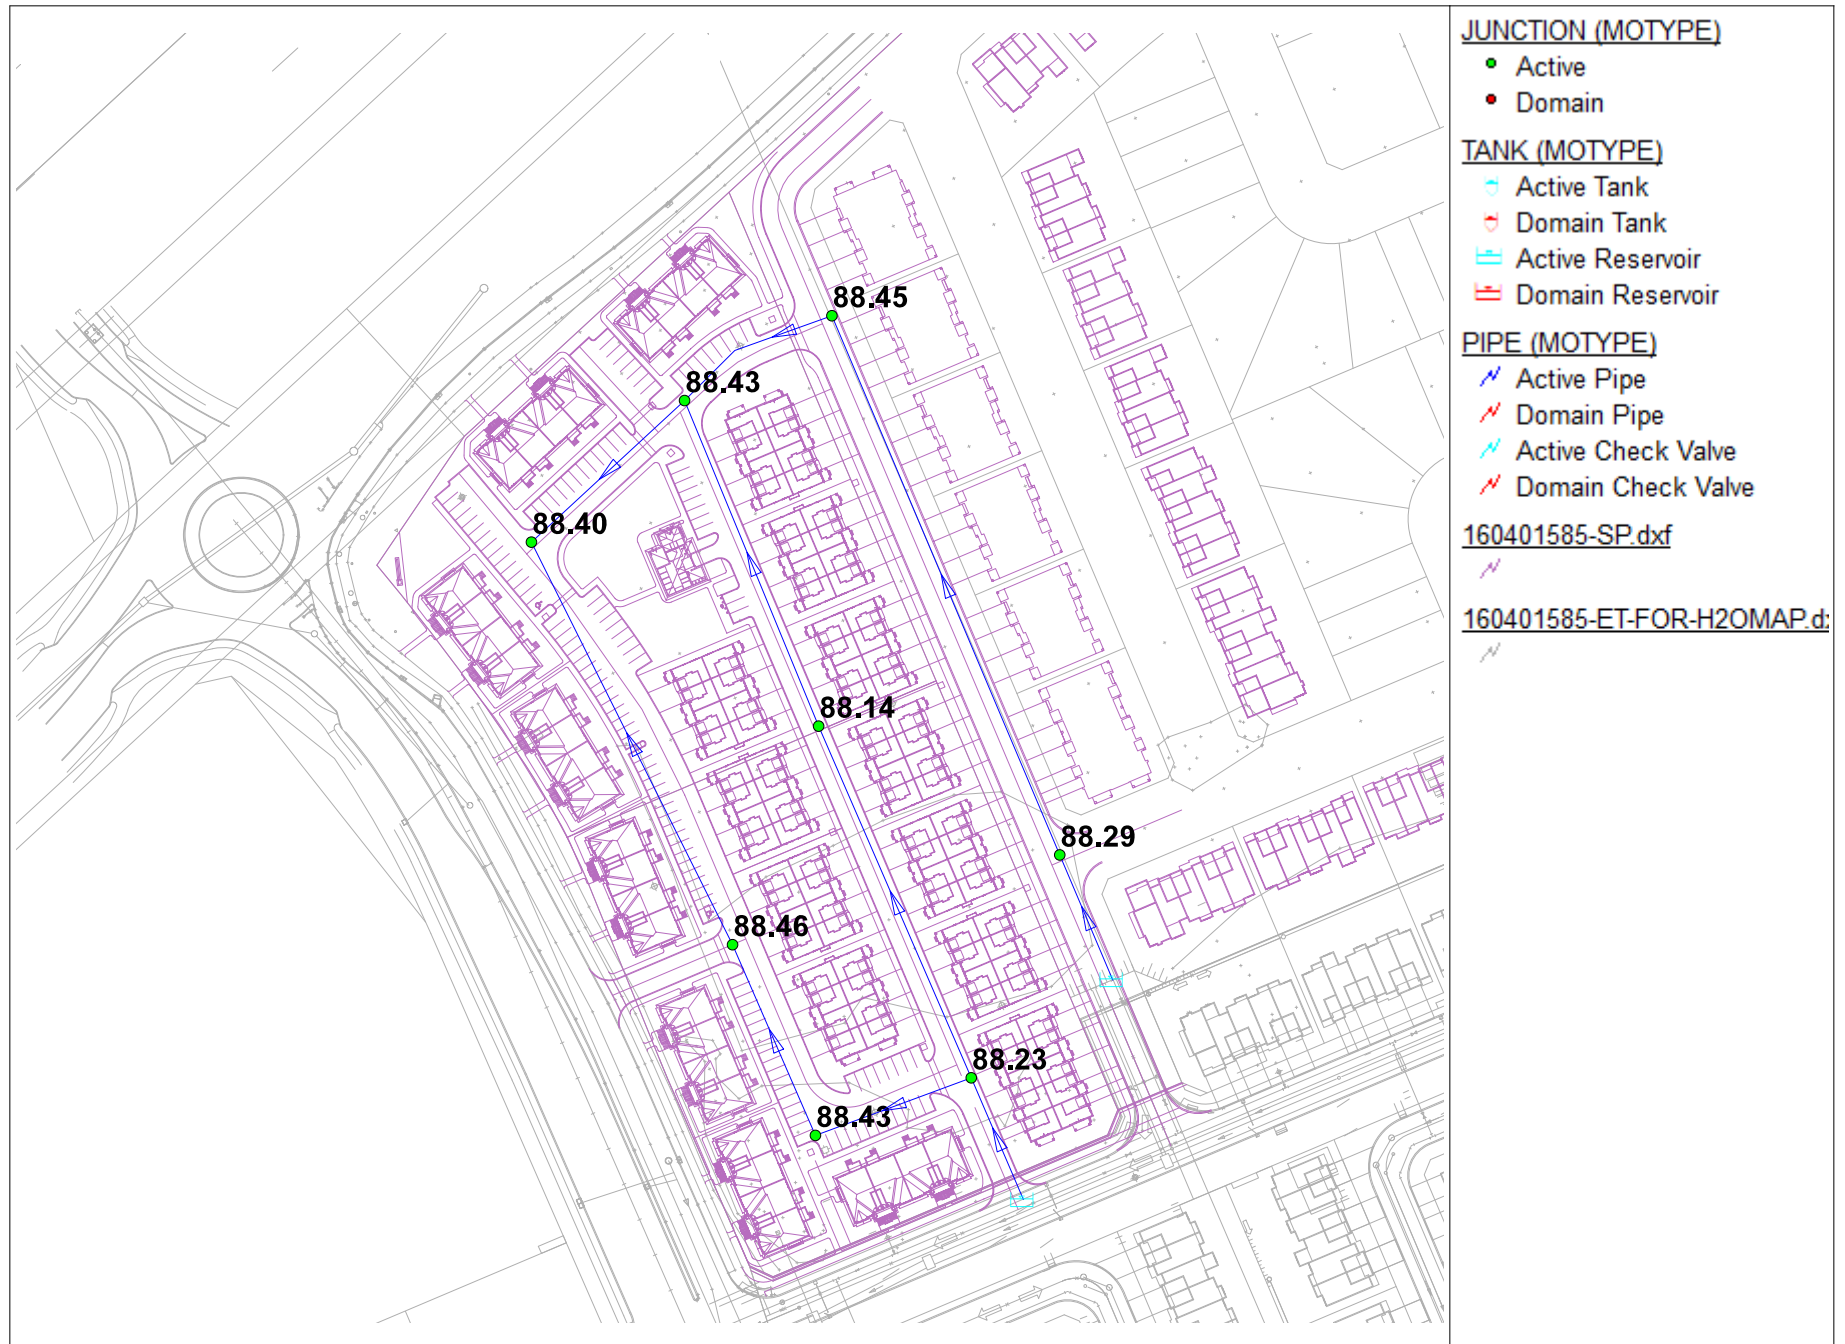 JUNCTION (MOTYPE)
Active
Domain
TANK (MOTYPE)
Active Tank
Domain Tank
Active Reservoir
Domain Reservoir
PIPE (MOTYPE)
Active Pipe
Domain Pipe
Active Check Valve
Domain Check Valve
160401585-SP.dxf
160401585-ET-FOR-H2OMAP.d
88.45
88.43
88.40
88.14
88.29
88.46
88.23
88.43